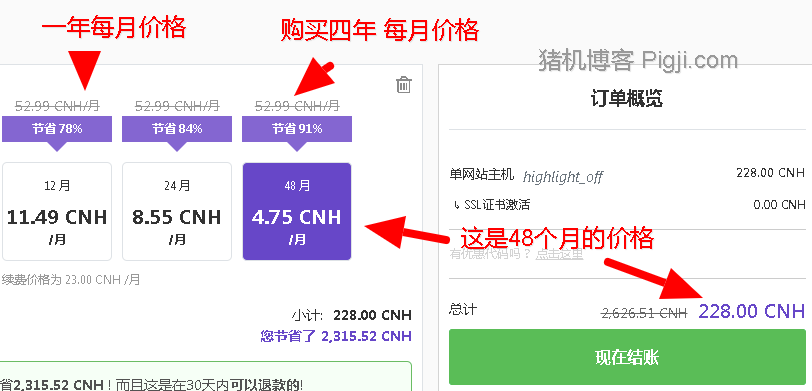 一年每月价格
购买四年 每月价格
猪机博客 Pigji.com
52.99 CNH/月
52.99 CNH/月
52.99 CNH/月
节省 78%
节省 84%
节省 91%
12 月
11.49 CNH
/月
24 月
8.55 CNH
/月
48 月
4.75 CNH
/月
续费价格为 23.00 CNH /月
小计: 228.00 CNH
您节省了 2,315.52 CNH
省2,315.52 CNH ! 而且这是在30天内可以退款的!
订单概览
单网站主机 highlight_off 228.00 CNH
↳ SSL证书激活 0.00 CNH
这是48个月的价格
有优惠代码吗？点击这里
总计 2,626.51 CNH 228.00 CNH
现在结账